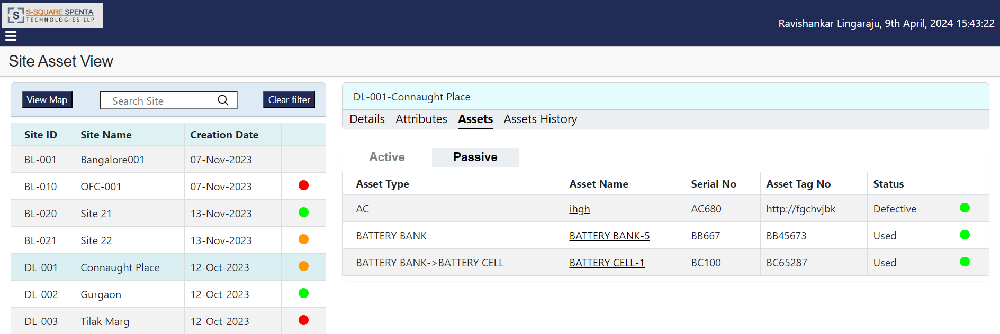 S S-SQUARE SPENTA
TECHNOLOGIES LLP
Ravishankar Lingaraju, 9th April, 2024 15:43:22
Site Asset View
View Map Search Site Clear filter
Site ID Site Name Creation Date
BL-001 Bangalore001 07-Nov-2023
BL-010 OFC-001 07-Nov-2023
BL-020 Site 21 13-Nov-2023
BL-021 Site 22 13-Nov-2023
DL-001 Connaught Place 12-Oct-2023
DL-002 Gurgaon 12-Oct-2023
DL-003 Tilak Marg 12-Oct-2023
DL-001-Connaught Place
Details Attributes Assets Assets History
Active Passive
Asset Type Asset Name Serial No Asset Tag No Status
AC ihgh AC680 http://fgchvjbk Defective
BATTERY BANK BATTERY BANK-5 BB667 BB45673 Used
BATTERY BANK->BATTERY CELL BATTERY CELL-1 BC100 BC65287 Used